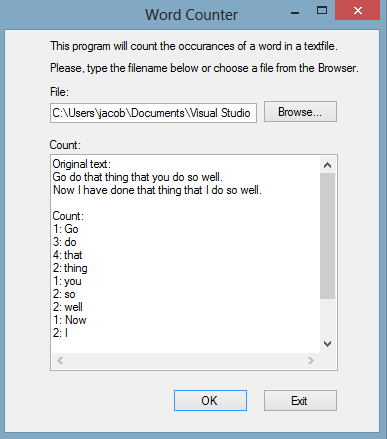 Word Counter
This program will count the occurances of a word in a textfile.
Please, type the filename below or choose a file from the Browser.
File:
C:\Users\jacob\Documents\Visual Studio
Browse...
Count:
Original text:
Go do that thing that you do so well.
Now I have done that thing that I do so well.
Count:
1: Go
3: do
4: that
2: thing
1: you
2: so
2: well
1: Now
2: I
OK
Exit